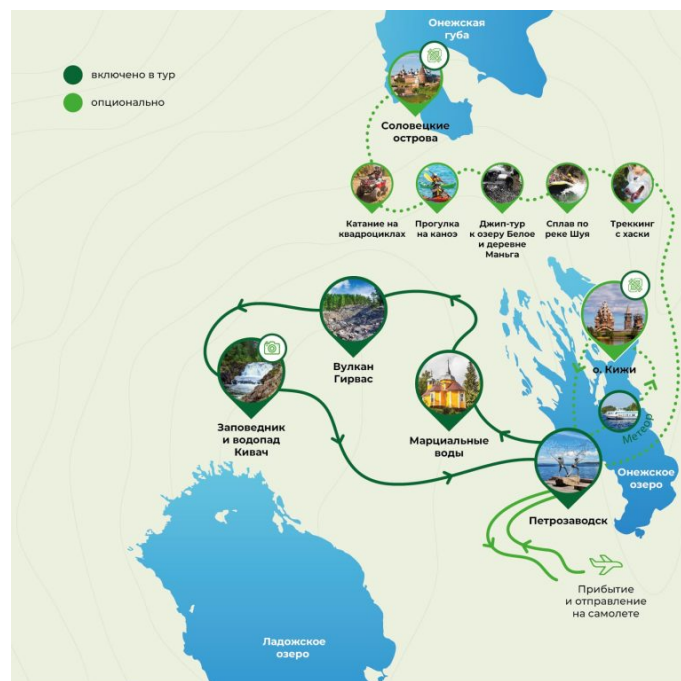 Онежская
губа
включено в тур
опционально
Соловецкие
острова
Катание на
квадроциклах
Прогулка
на каноэ
Джип-тур
к озеру Белое
и деревне
Маньга
Сплав по
реке Шуя
Треккинг
с хаски
Вулкан
Гирвас
о. Кижи
Заповедник
и водопад
Кивач
Марциальные
воды
Метеор
Онежское
озеро
Петрозаводск
Прибытие
и отправление
на самолете
Ладожское
озеро